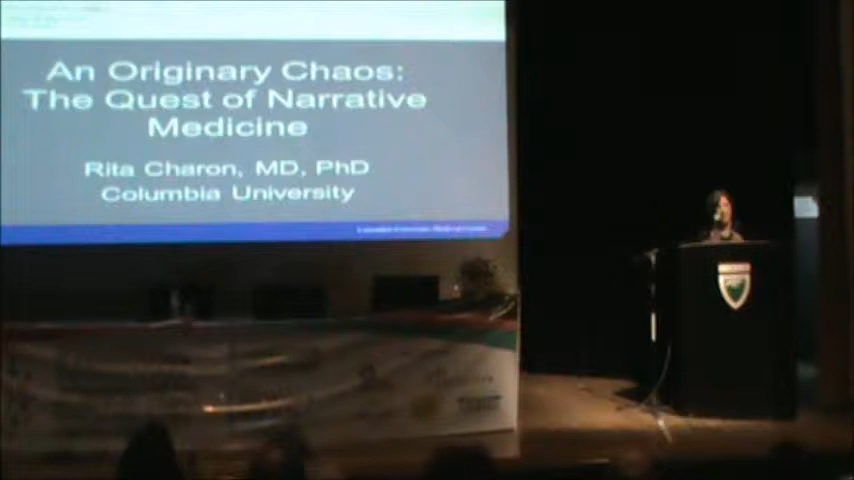 An Originary Chaos:
The Quest of Narrative
Medicine
Rita Charon, MD, PhD
Columbia University